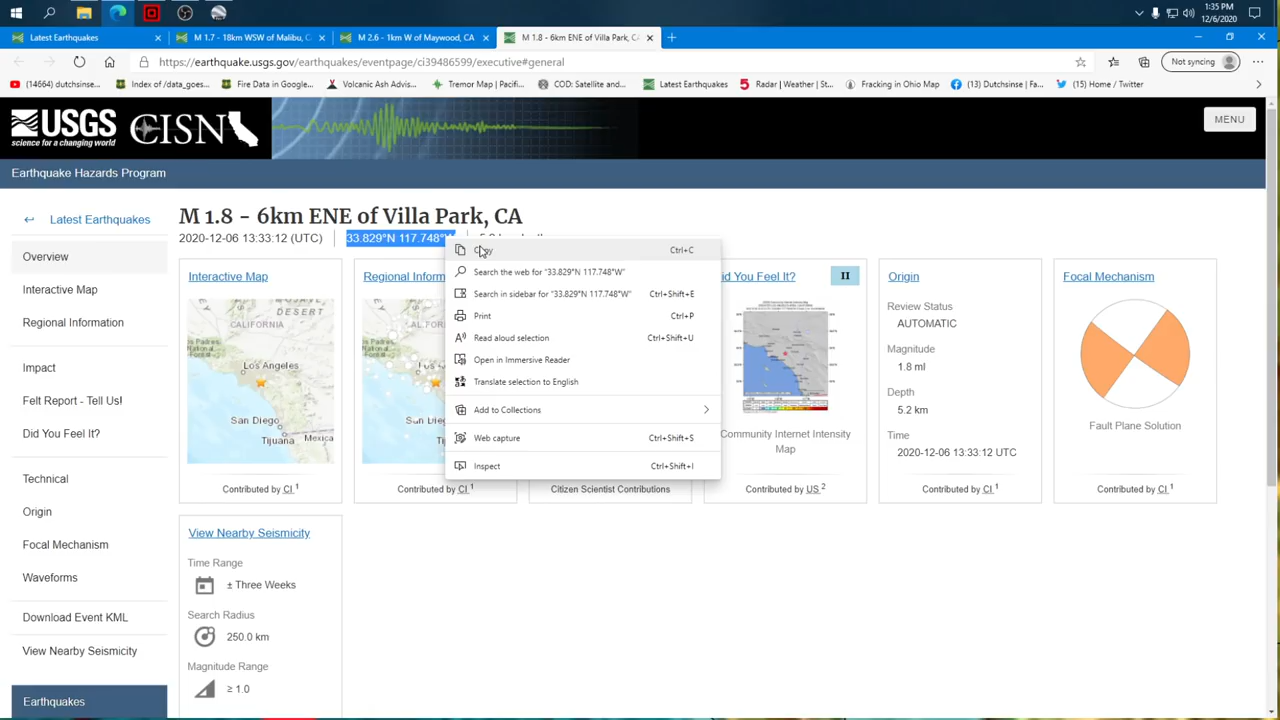 1:35 PM
12/6/2020
Latest Earthquakes
M 1.7 - 18km WSW of Malibu, C
M 2.6 - 1km W of Maywood, CA
M 1.8 - 6km ENE of Villa Park, C
https://earthquake.usgs.gov/earthquakes/eventpage/ci39486599/executive#general
Not syncing
(14664) dutchsinse...
Index of /data_goes...
Fire Data in Google...
Volcanic Ash Advis...
Tremor Map | Pacifi...
COD: Satellite and...
Latest Earthquakes
Radar | Weather | St...
Fracking in Ohio Map
(13) Dutchsinse | Fa...
(15) Home / Twitter
USGS
science for a changing world
CISN
MENU
Earthquake Hazards Program
Latest Earthquakes
M 1.8 - 6km ENE of Villa Park, CA
2020-12-06 13:33:12 (UTC)
33.829°N 117.748°W
Overview
Interactive Map
Regional Information
Impact
Felt Report - Tell Us!
Did You Feel It?
Technical
Origin
Focal Mechanism
Waveforms
Download Event KML
View Nearby Seismicity
Earthquakes
Interactive Map
DESERT
CALIFORNIA
Los Angeles
San Diego
Tijuana
Mexica
Contributed by CI 1
Regional Inform
Contributed by CI 1
Copy Ctrl+C
Search the web for "33.829°N 117.748°W"
Search in sidebar for "33.829°N 117.748°W" Ctrl+Shift+E
Print Ctrl+P
Read aloud selection Ctrl+Shift+U
Open in Immersive Reader
Translate selection to English
Add to Collections
Web capture Ctrl+Shift+S
Inspect Ctrl+Shift+I
Citizen Scientist Contributions
id You Feel It?
II
Community Internet Intensity
Map
Contributed by US 2
Origin
Review Status
AUTOMATIC
Magnitude
1.8 ml
Depth
5.2 km
Time
2020-12-06 13:33:12 UTC
Contributed by CI 1
Focal Mechanism
Fault Plane Solution
Contributed by CI 1
View Nearby Seismicity
Time Range
± Three Weeks
Search Radius
250.0 km
Magnitude Range
≥ 1.0